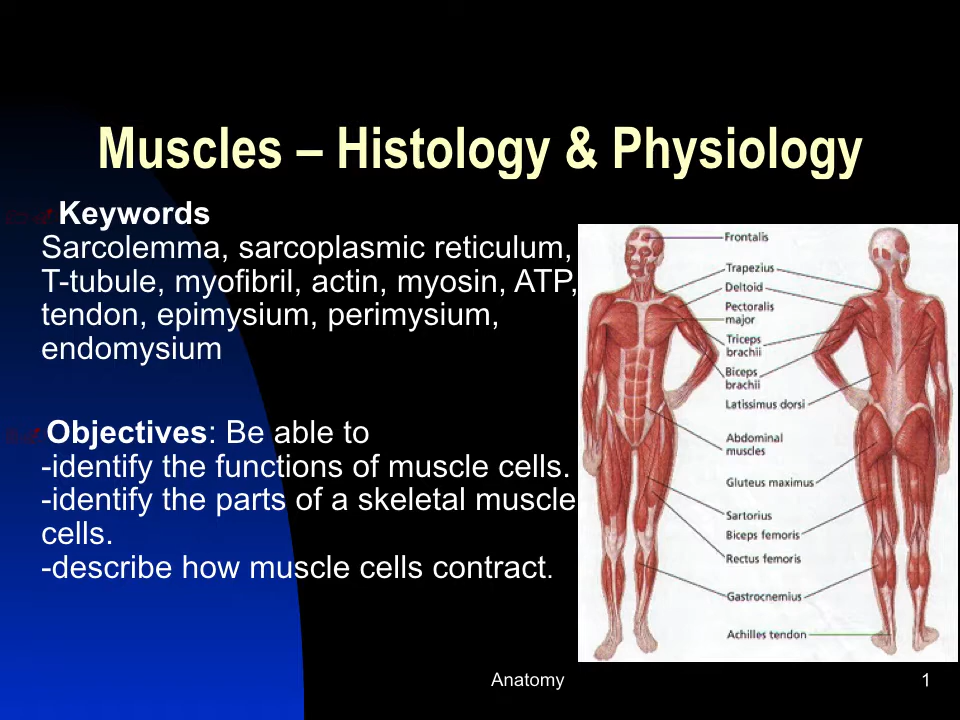 Muscles – Histology & Physiology
Keywords
Sarcolemma, sarcoplasmic reticulum,
T-tubule, myofibril, actin, myosin, ATP,
tendon, epimysium, perimysium,
endomysium
Objectives: Be able to
-identify the functions of muscle cells.
-identify the parts of a skeletal muscle
cells.
-describe how muscle cells contract.
Frontalis
Trapezius
Deltoid
Pectoralis
major
Triceps
brachii
Biceps
brachii
Latissimus dorsi
Abdominal
muscles
Gluteus maximus
Sartorius
Biceps femoris
Rectus femoris
Gastrocnemius
Achilles tendon
Anatomy
1